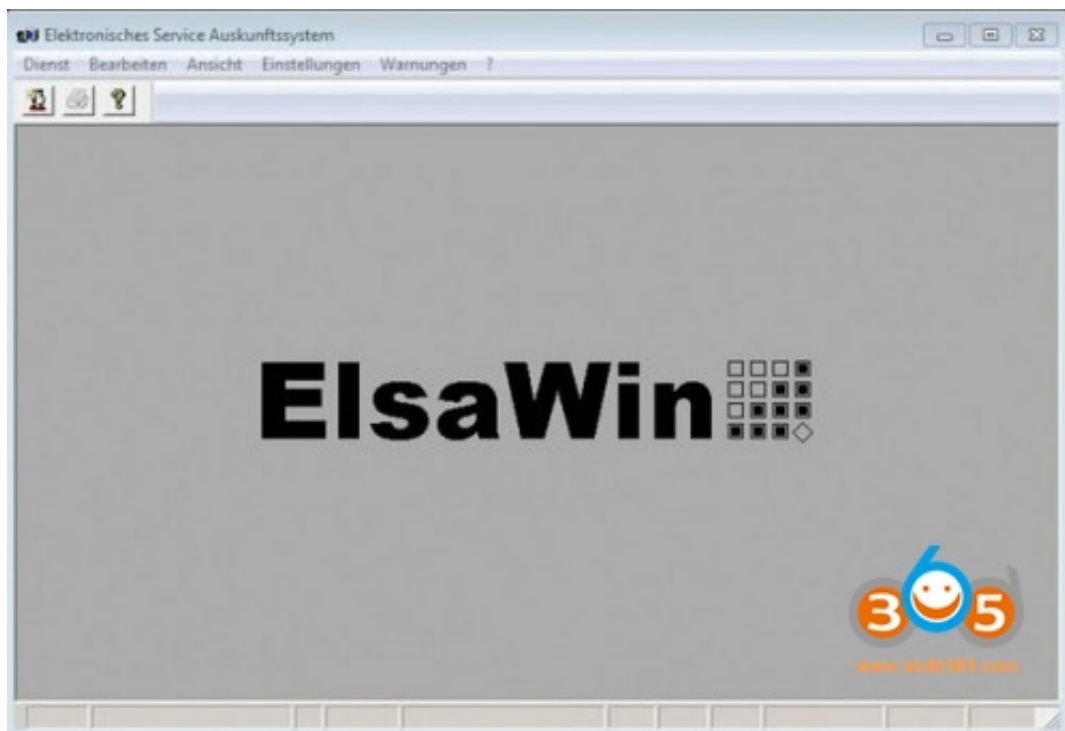 Elektronisches Service Auskunftssystem
Dienst Bearbeiten Ansicht Einstellungen Warnungen ?
ElsaWin
365